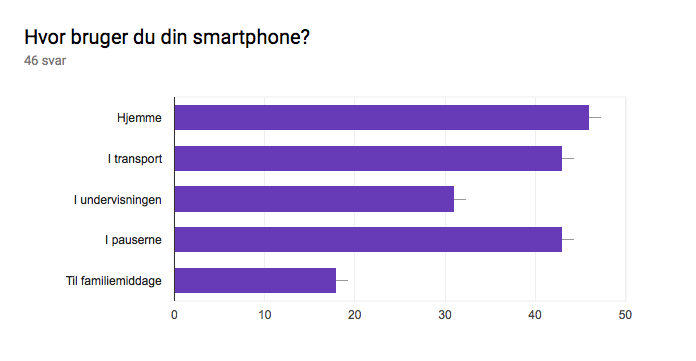 Hvor bruger du din smartphone?
46 svar
Hjemme
I transport
I undervisningen
I pauserne
Til familiemiddage
0 10 20 30 40 50